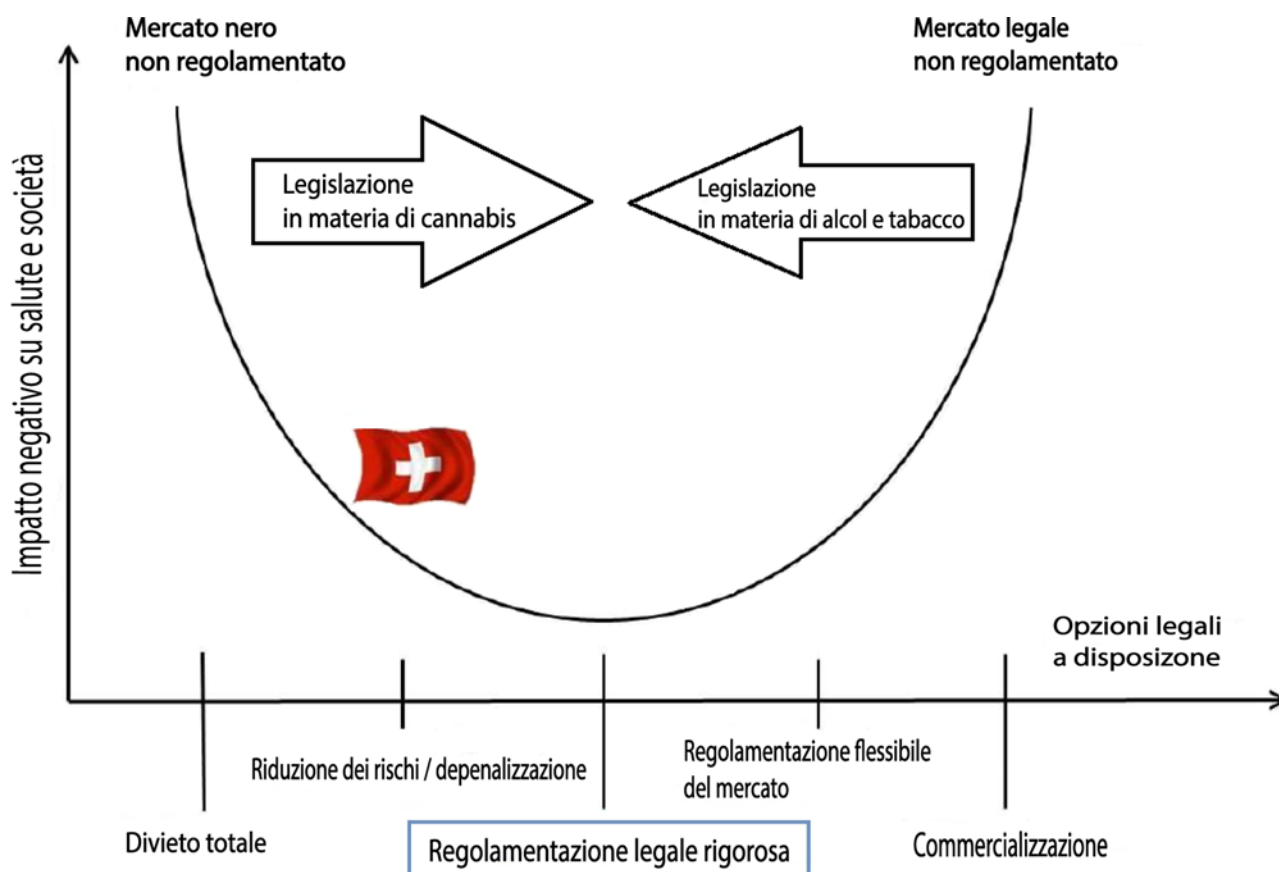 Mercato nero
non regolamentato
Mercato legale
non regolamentato
Impatto negativo su salute e società
Legislazione
in materia di cannabis
Legislazione
in materia di alcol e tabacco
Opzioni legali
a disposizone
Riduzione dei rischi / depenalizzazione
Regolamentazione flessibile
del mercato
Divieto totale
Regolamentazione legale rigorosa
Commercializzazione